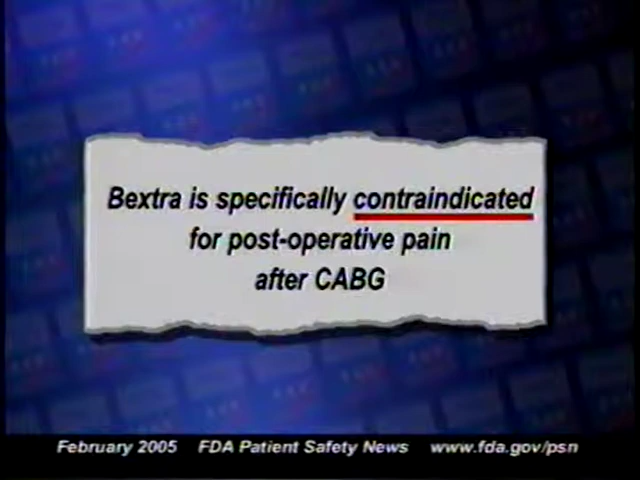 Bextra is specifically contraindicated
for post-operative pain
after CABG
February 2005 FDA Patient Safety News www.fda.gov/psn